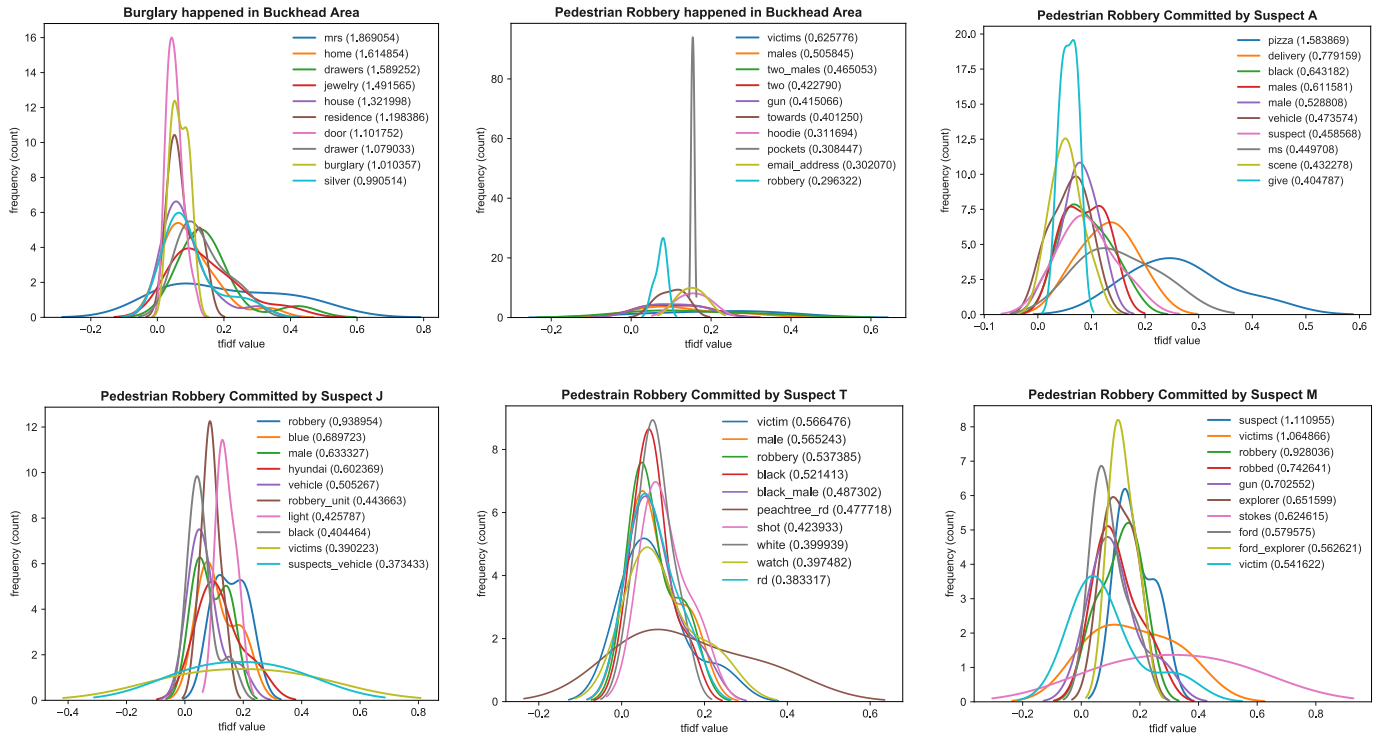 Burglary happened in Buckhead Area
16
14
12
10
8
6
4
2
0
frequency (count)
−0.2
0.0
0.2
0.4
0.6
0.8
tfidf value
mrs (1.869054)
home (1.614854)
drawers (1.589252)
jewelry (1.491565)
house (1.321998)
residence (1.198386)
door (1.101752)
drawer (1.079033)
burglary (1.010357)
silver (0.990514)
Pedestrian Robbery happened in Buckhead Area
80
60
40
20
0
frequency (count)
−0.2
0.0
0.2
0.4
0.6
tfidf value
victims (0.625776)
males (0.505845)
two_males (0.465053)
two (0.422790)
gun (0.415066)
towards (0.401250)
hoodie (0.311694)
pockets (0.308447)
email_address (0.302070)
robbery (0.296322)
Pedestrian Robbery Committed by Suspect A
20.0
17.5
15.0
12.5
10.0
7.5
5.0
2.5
0.0
frequency (count)
−0.1
0.0
0.1
0.2
0.3
0.4
0.5
0.6
tfidf value
pizza (1.583869)
delivery (0.779159)
black (0.643182)
males (0.611581)
male (0.528808)
vehicle (0.473574)
suspect (0.458568)
ms (0.449708)
scene (0.432278)
give (0.404787)
Pedestrian Robbery Committed by Suspect J
12
10
8
6
4
2
0
frequency (count)
−0.4
−0.2
0.0
0.2
0.4
0.6
0.8
tfidf value
robbery (0.938954)
blue (0.689723)
male (0.633327)
hyundai (0.602369)
vehicle (0.505267)
robbery_unit (0.443663)
light (0.425787)
black (0.404464)
victims (0.390223)
suspects_vehicle (0.373433)
Pedestrain Robbery Committed by Suspect T
8
6
4
2
0
frequency (count)
−0.2
0.0
0.2
0.4
0.6
tfidf value
victim (0.566476)
male (0.565243)
robbery (0.537385)
black (0.521413)
black_male (0.487302)
peachtree_rd (0.477718)
shot (0.423933)
white (0.399939)
watch (0.397482)
rd (0.383317)
Pedestrian Robbery Committed by Suspect M
8
7
6
5
4
3
2
1
0
frequency (count)
−0.2
0.0
0.2
0.4
0.6
0.8
tfidf value
suspect (1.110955)
victims (1.064866)
robbery (0.928036)
robbed (0.742641)
gun (0.702552)
explorer (0.651599)
stokes (0.624615)
ford (0.579575)
ford_explorer (0.562621)
victim (0.541622)